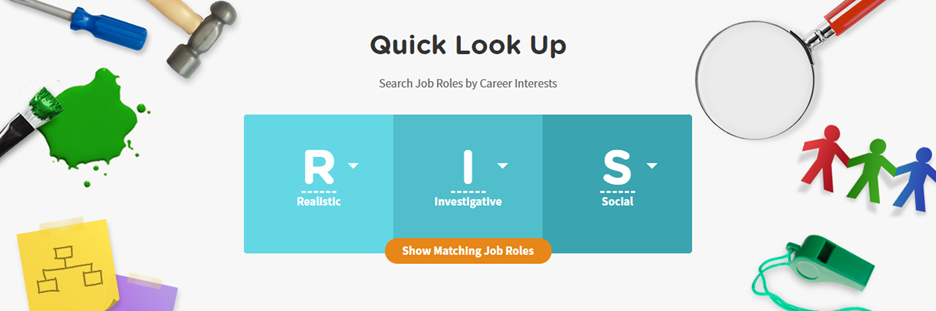 Quick Look Up
Search Job Roles by Career Interests
R I S
Realistic Investigative Social
Show Matching Job Roles